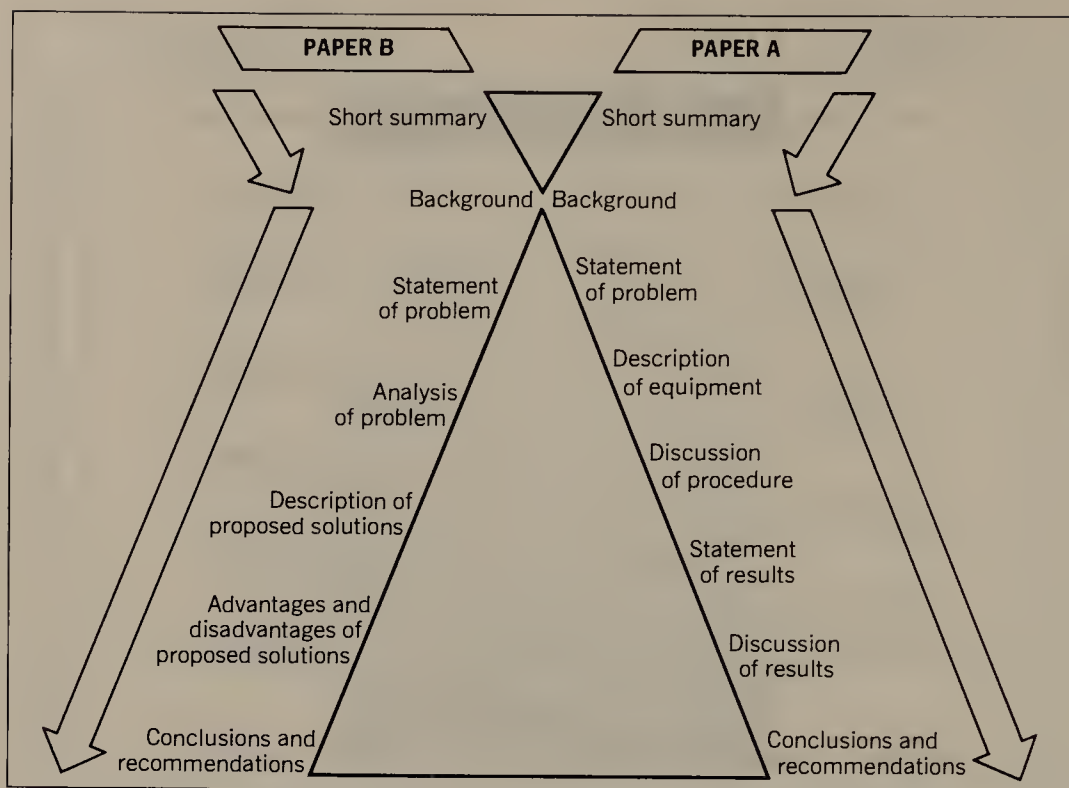 PAPER B
PAPER A
Short summary
Short summary
Background
Background
Statement
of problem
Statement
of problem
Analysis
of problem
Description
of equipment
Description of
proposed solutions
Discussion
of procedure
Advantages and
disadvantages of
proposed solutions
Statement
of results
Discussion
of results
Conclusions and
recommendations
Conclusions and
recommendations